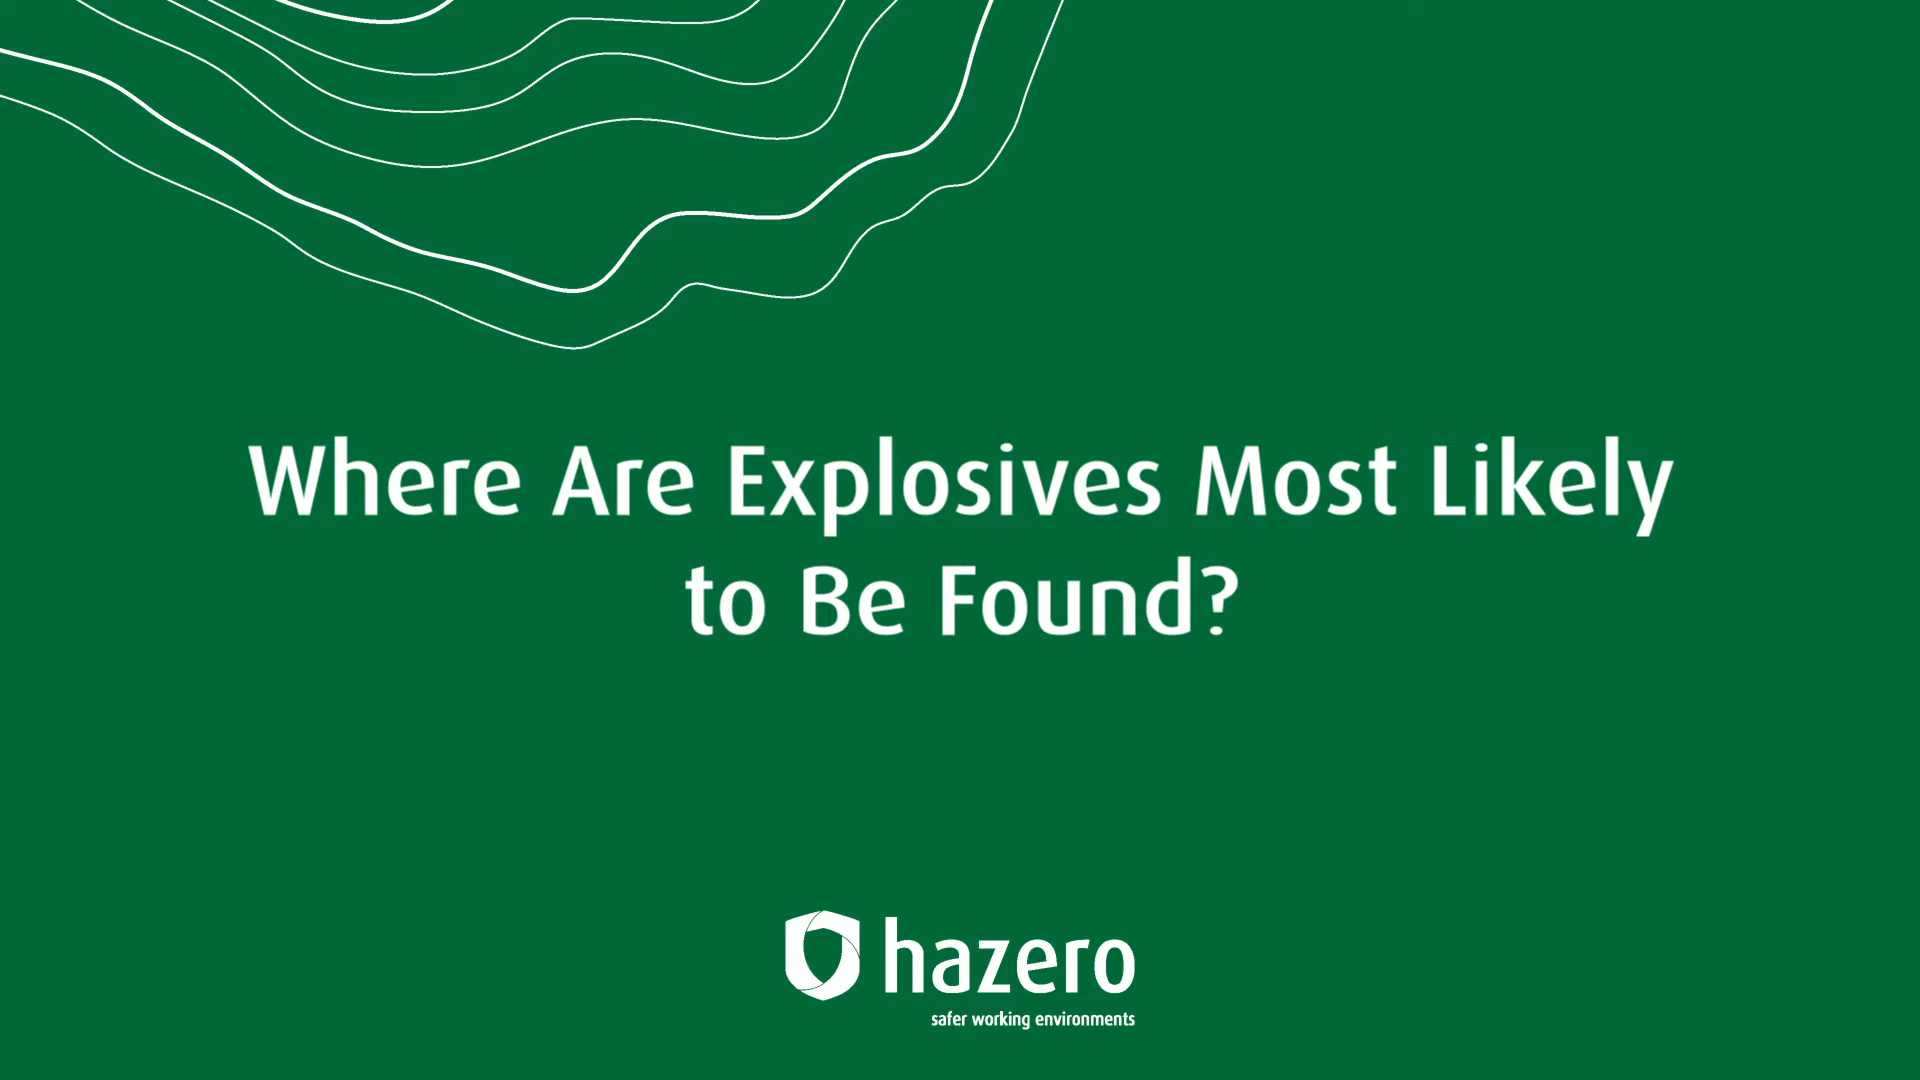 Where Are Explosives Most Likely
to Be Found?
hazero
safer working environments